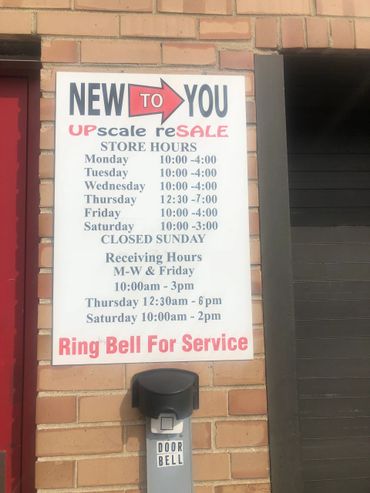 NEW TO YOU
UPscale reSALE
STORE HOURS
Monday 10:00 -4:00
Tuesday 10:00 -4:00
Wednesday 10:00 -4:00
Thursday 12:30 -7:00
Friday 10:00 -4:00
Saturday 10:00 -3:00
CLOSED SUNDAY
Receiving Hours
M-W & Friday
10:00am - 3pm
Thursday 12:30am - 6pm
Saturday 10:00am - 2pm
Ring Bell For Service
DOOR
BELL